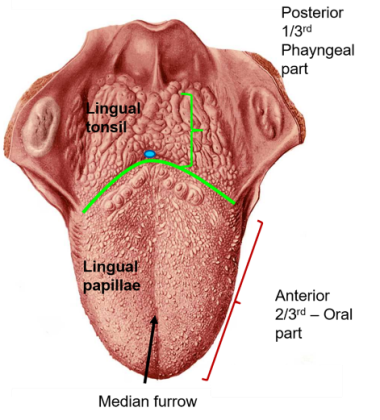 Posterior
1/3rd
Phayngeal
part
Lingual
tonsil
Lingual
papillae
Anterior
2/3rd – Oral
part
Median furrow